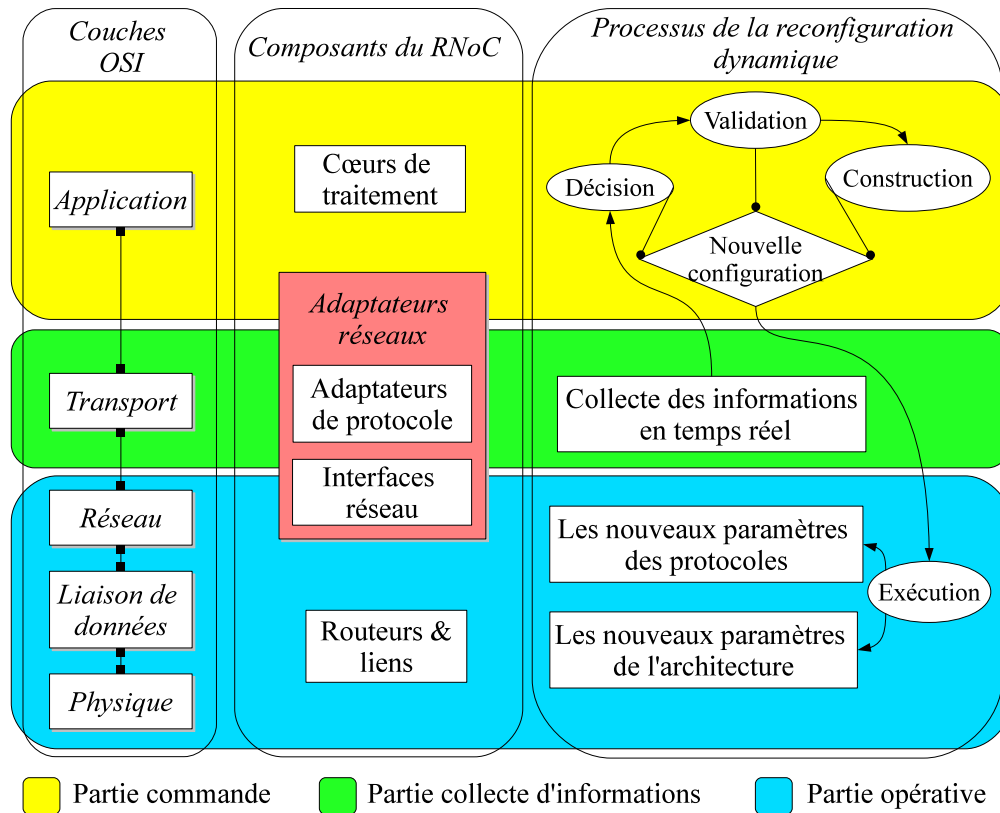 Couches
OSI
Composants du RNoC
Processus de la reconfiguration
dynamique
Application
Cœurs de
traitement
Validation
Décision
Construction
Nouvelle
configuration
Adaptateurs
réseaux
Transport
Adaptateurs
de protocole
Collecte des informations
en temps réel
Interfaces
réseau
Réseau
Les nouveaux paramètres
des protocoles
Liaison de
données
Exécution
Routeurs &
liens
Les nouveaux paramètres
de l'architecture
Physique
Partie commande
Partie collecte d'informations
Partie opérative